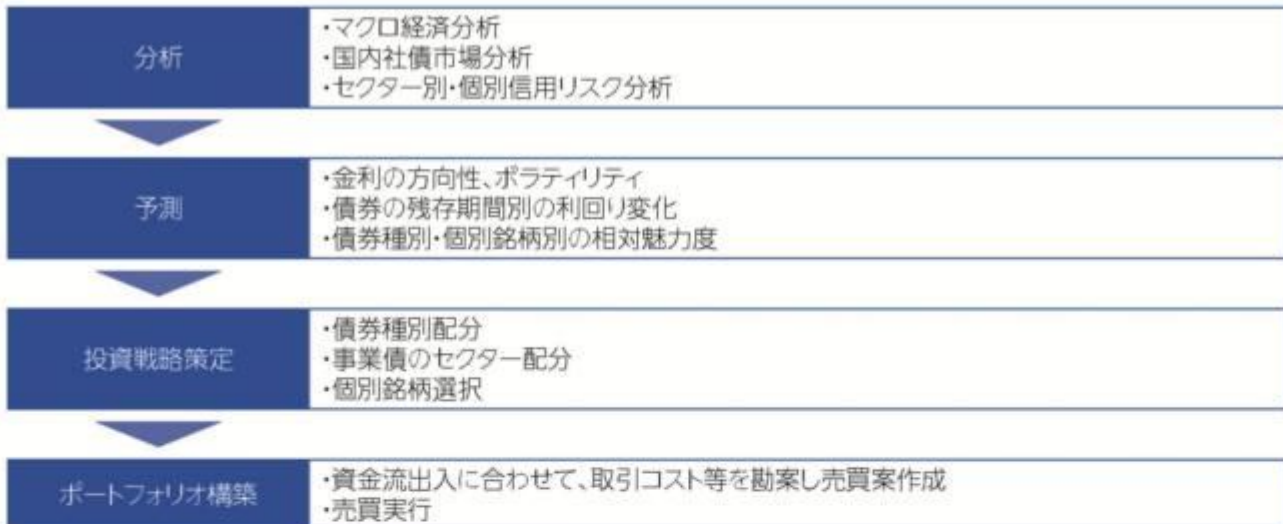 分析
・マクロ経済分析
・国内社債市場分析
・セクター別・個別信用リスク分析
予測
・金利の方向性、ボラティリティ
・債券の残存期間別の利回り変化
・債券種別・個別銘柄別の相対魅力度
投資戦略策定
・債券種別配分
・事業債のセクター配分
・個別銘柄選択
ポートフォリオ構築
・資金流出入に合わせて、取引コスト等を勘案し売買案作成
・売買実行